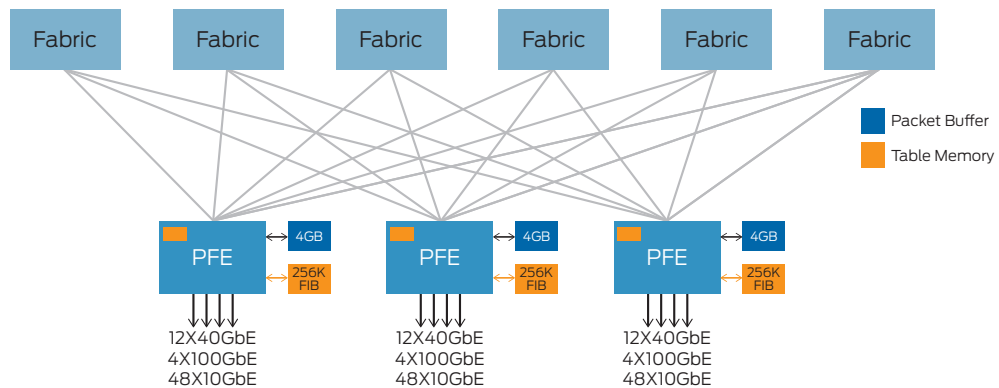 Fabric Fabric Fabric Fabric Fabric Fabric
Packet Buffer
Table Memory
PFE 4GB PFE 4GB PFE 4GB
256K 256K 256K
FIB FIB FIB
12X40GbE 12X40GbE 12X40GbE
4X100GbE 4X100GbE 4X100GbE
48X10GbE 48X10GbE 48X10GbE